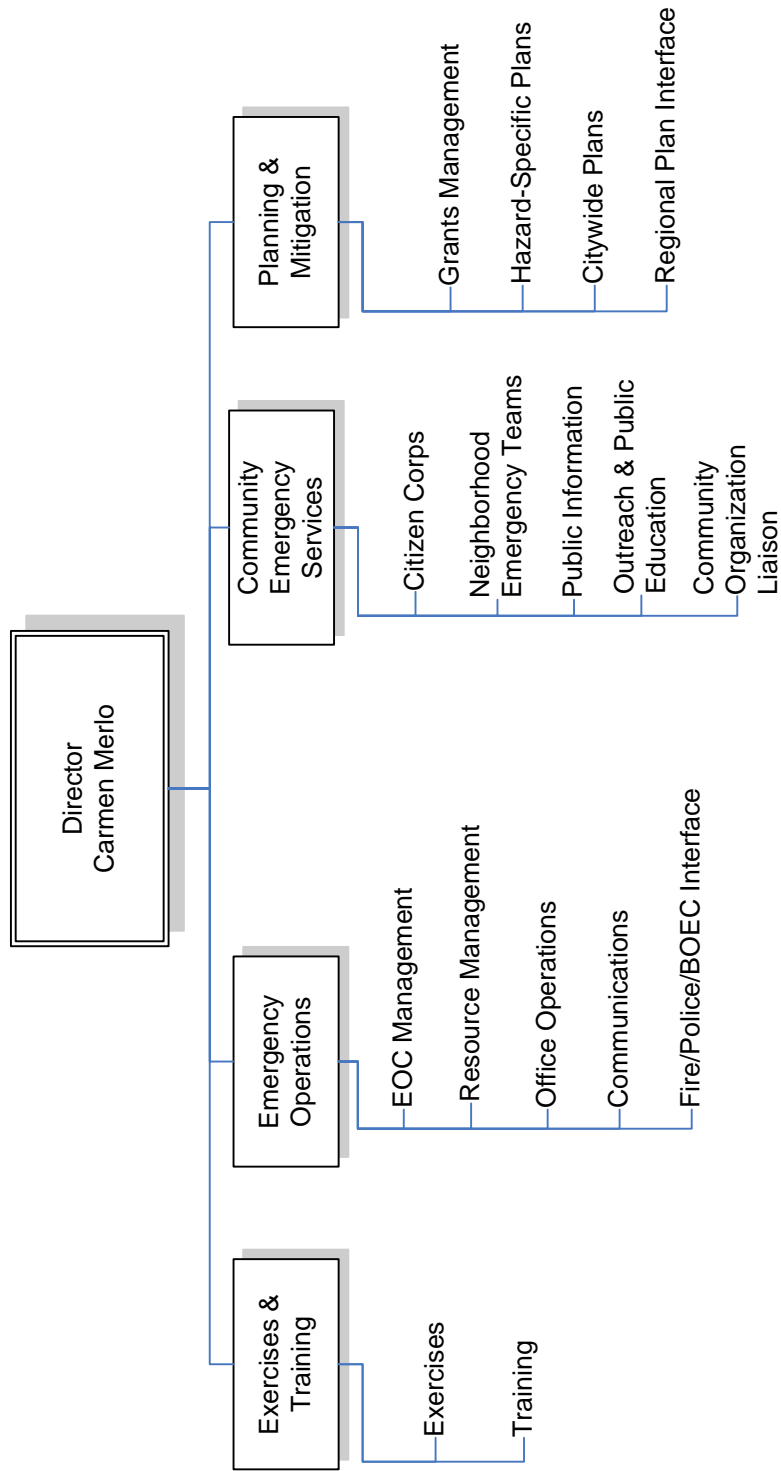 Director
Carmen Merlo
Exercises &
Training
Exercises
Training
Emergency
Operations
EOC Management
Resource Management
Office Operations
Communications
Fire/Police/BOEC Interface
Community
Emergency
Services
Citizen Corps
Neighborhood
Emergency Teams
Public Information
Outreach & Public
Education
Community
Organization
Liaison
Planning &
Mitigation
Grants Management
Hazard-Specific Plans
Citywide Plans
Regional Plan Interface